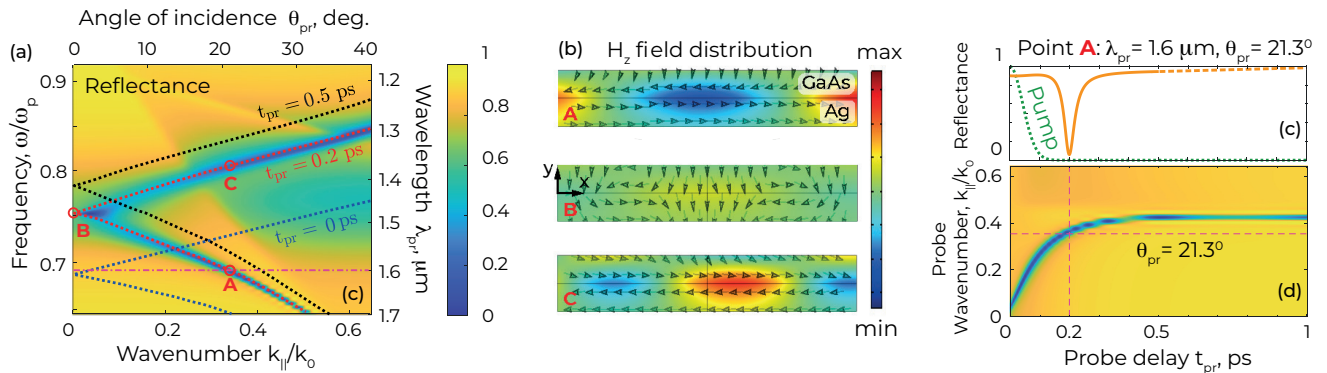 Angle of incidence θpr, deg.
0 10 20 30 40
(a)
Reflectance
Frequency, ω/ωp
0.9
0.8
0.7
tpr = 0.5 ps
tpr = 0.2 ps
tpr = 0 ps
A
B
C
(c)
0 0.2 0.4 0.6
Wavenumber k||/k0
1.2
1.3
1.4
1.5
1.6
1.7
Wavelength λpr, μm
1
0.8
0.6
0.4
0.2
0
(b)
Hz field distribution
GaAs
Ag
A
y
x
B
C
max
min
Point A: λpr = 1.6 μm, θpr = 21.3⁰
Reflectance
1
0
Pump
(c)
Probe
Wavenumber, k||/k0
0.6
0.4
0.2
0
θpr= 21.3⁰
(d)
0 0.2 0.5 1
Probe delay tpr, ps